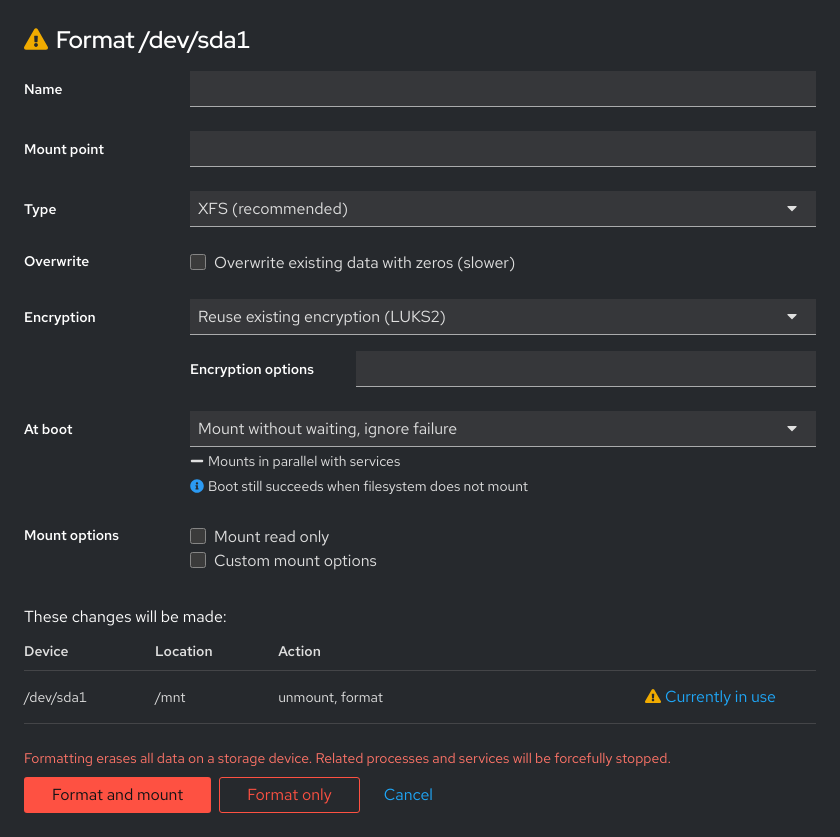 Format /dev/sda1
Name
Mount point
Type XFS (recommended)
Overwrite Overwrite existing data with zeros (slower)
Encryption Reuse existing encryption (LUKS2)
Encryption options
At boot Mount without waiting, ignore failure
Mounts in parallel with services
Boot still succeeds when filesystem does not mount
Mount options Mount read only
Custom mount options
These changes will be made:
Device Location Action
/dev/sda1 /mnt unmount, format Currently in use
Formatting erases all data on a storage device. Related processes and services will be forcefully stopped.
Format and mount Format only Cancel